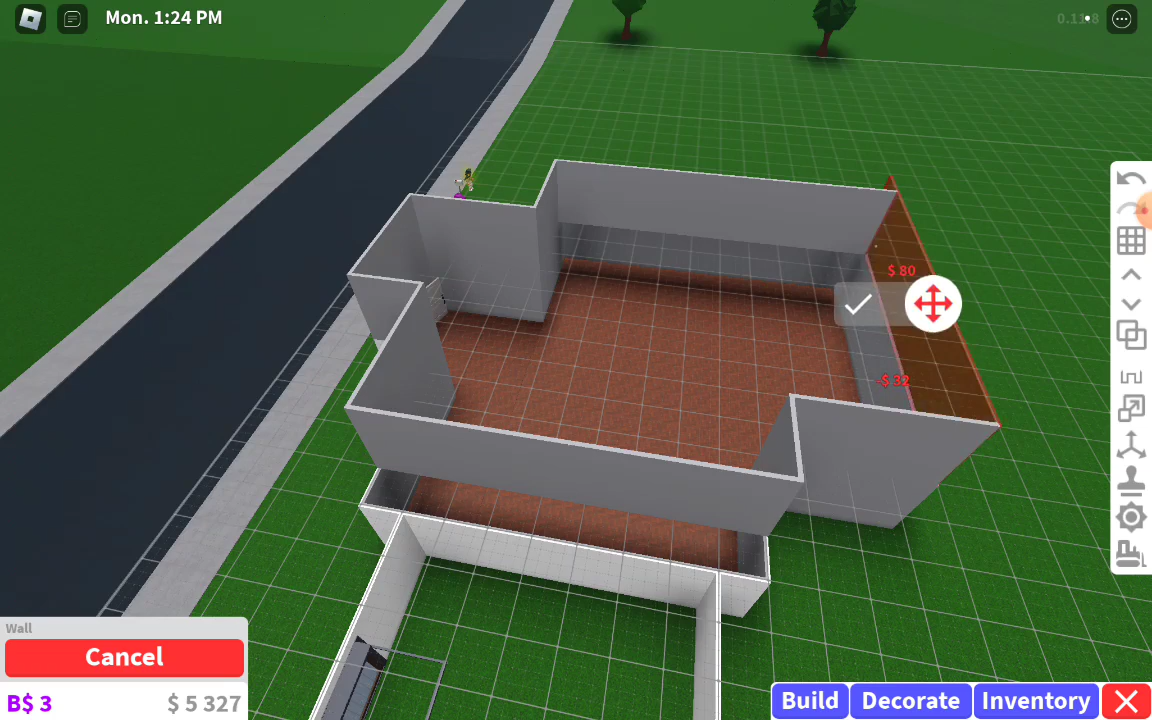 Mon. 1:24 PM
$ 80
-$ 32
Wall
Cancel
B$ 3
$ 5 327
Build
Decorate
Inventory